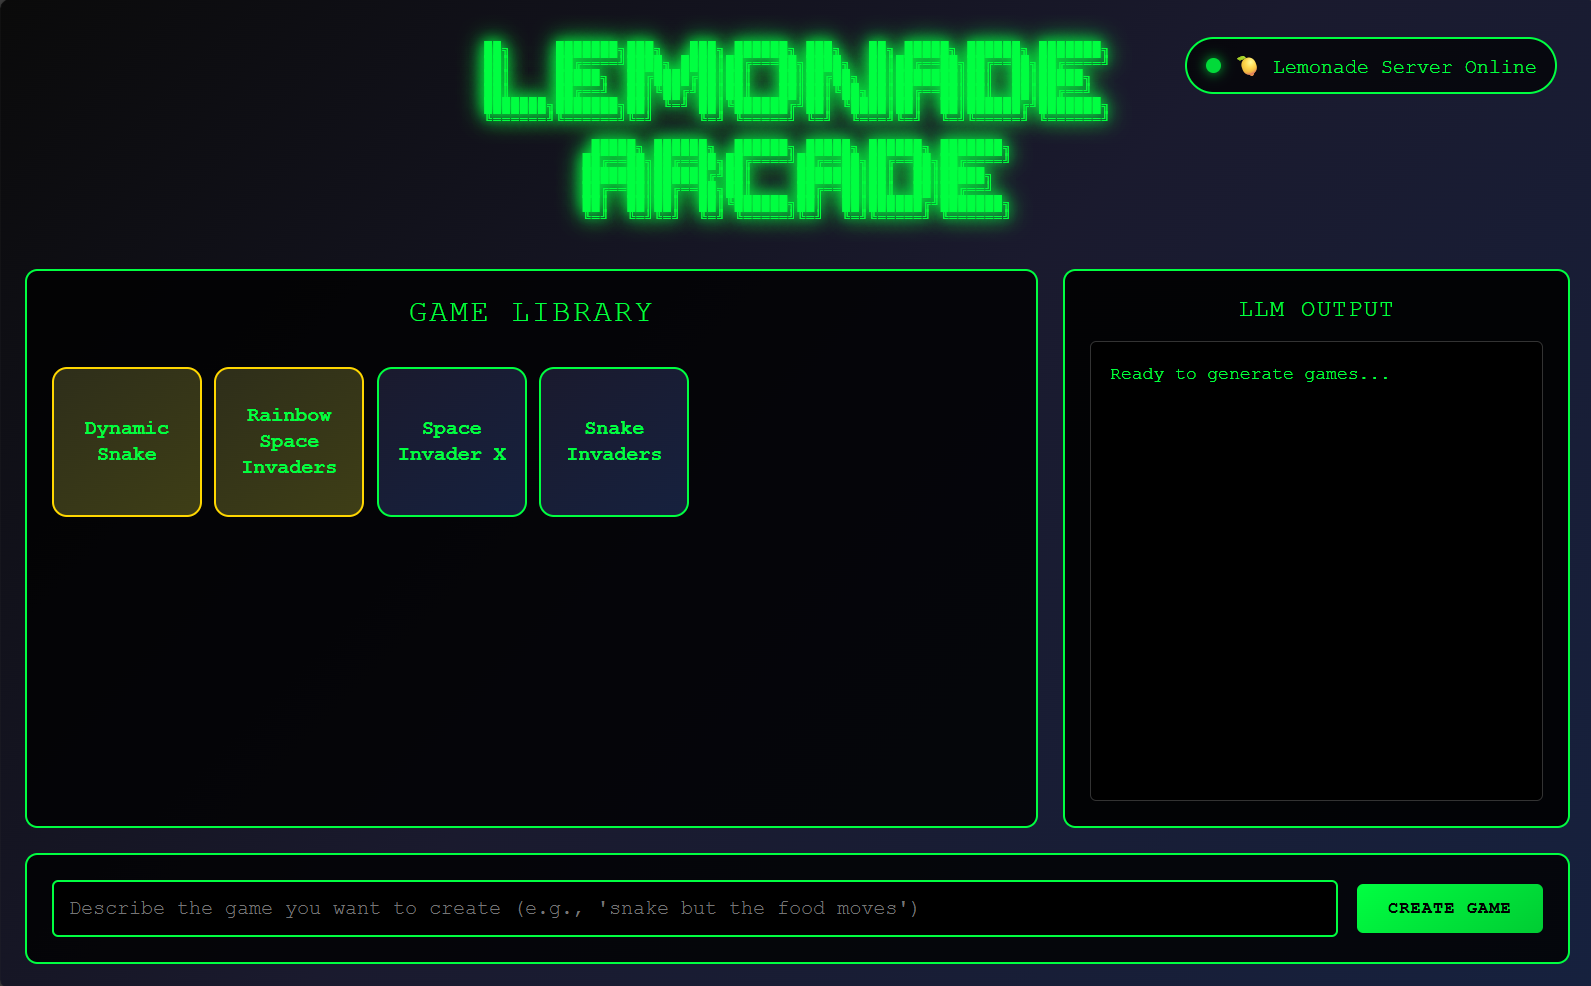 LEMONADE
ARCADE
🍋 Lemonade Server Online
GAME LIBRARY
Dynamic
Snake
Rainbow
Space
Invaders
Space
Invader X
Snake
Invaders
LLM OUTPUT
Ready to generate games...
Describe the game you want to create (e.g., 'snake but the food moves')
CREATE GAME